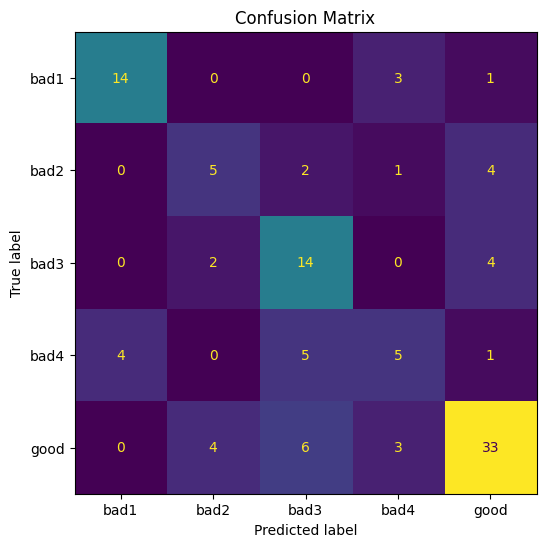 Confusion Matrix
True label
bad1 14 0 0 3 1
bad2 0 5 2 1 4
bad3 0 2 14 0 4
bad4 4 0 5 5 1
good 0 4 6 3 33
bad1 bad2 bad3 bad4 good
Predicted label